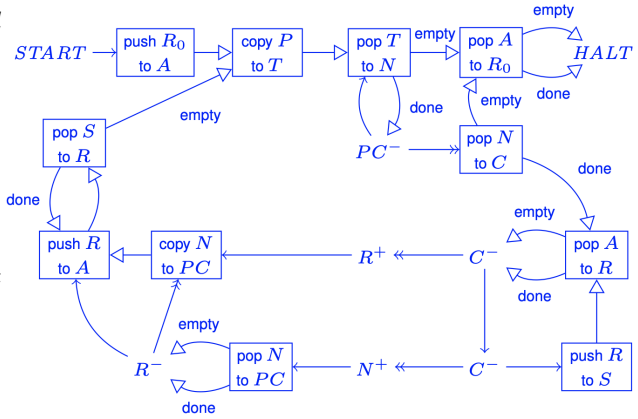 empty
START
push R₀
to A
copy P
to T
pop T
to N
empty
pop A
to R₀
HALT
done
empty
done
empty
PC⁻
pop N
to C
pop S
to R
done
done
empty
push R
to A
copy N
to PC
R⁺
C⁻
pop A
to R
done
empty
R⁻
pop N
to PC
N⁺
C⁻
push R
to S
done